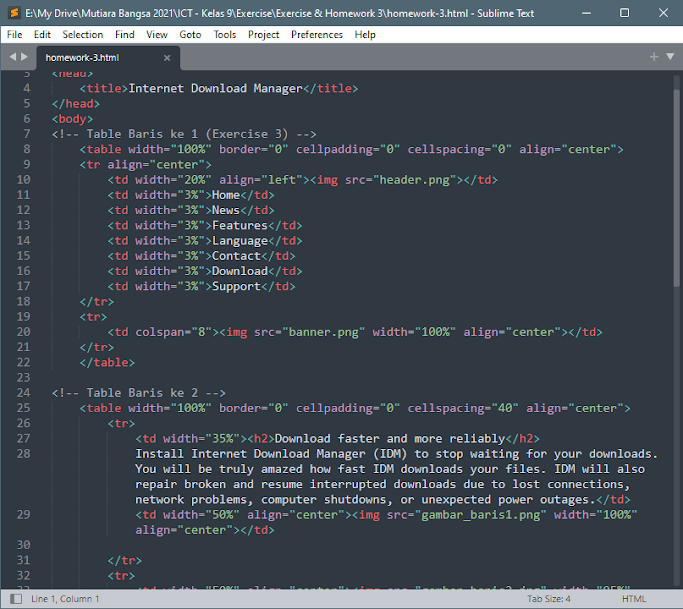 E:\My Drive\Mutiara Bangsa 2021\ICT - Kelas 9\Exercise\Exercise & Homework 3\homework-3.html - Sublime Text
File Edit Selection Find View Goto Tools Project Preferences Help
homework-3.html
3 <head>
4 <title>Internet Download Manager</title>
5 </head>
6 <body>
7 <!-- Table Baris ke 1 (Exercise 3) -->
8 <table width="100%" border="0" cellpadding="0" cellspacing="0" align="center">
9 <tr align="center">
10 <td width="20%" align="left"><img src="header.png"></td>
11 <td width="3%">Home</td>
12 <td width="3%">News</td>
13 <td width="3%">Features</td>
14 <td width="3%">Language</td>
15 <td width="3%">Contact</td>
16 <td width="3%">Download</td>
17 <td width="3%">Support</td>
18 </tr>
19 <tr>
20 <td colspan="8"><img src="banner.png" width="100%" align="center"></td>
21 </tr>
22 </table>
23
24 <!-- Table Baris ke 2 -->
25 <table width="100%" border="0" cellpadding="0" cellspacing="40" align="center">
26 <tr>
27 <td width="35%"><h2>Download faster and more reliably</h2>
28 Install Internet Download Manager (IDM) to stop waiting for your downloads.
You will be truly amazed how fast IDM downloads your files. IDM will also
repair broken and resume interrupted downloads due to lost connections,
network problems, computer shutdowns, or unexpected power outages.</td>
29 <td width="50%" align="center"><img src="gambar_baris1.png" width="100%"
align="center"></td>
30
31 </tr>
32 <tr>
Line 1, Column 1 Tab Size: 4 HTML